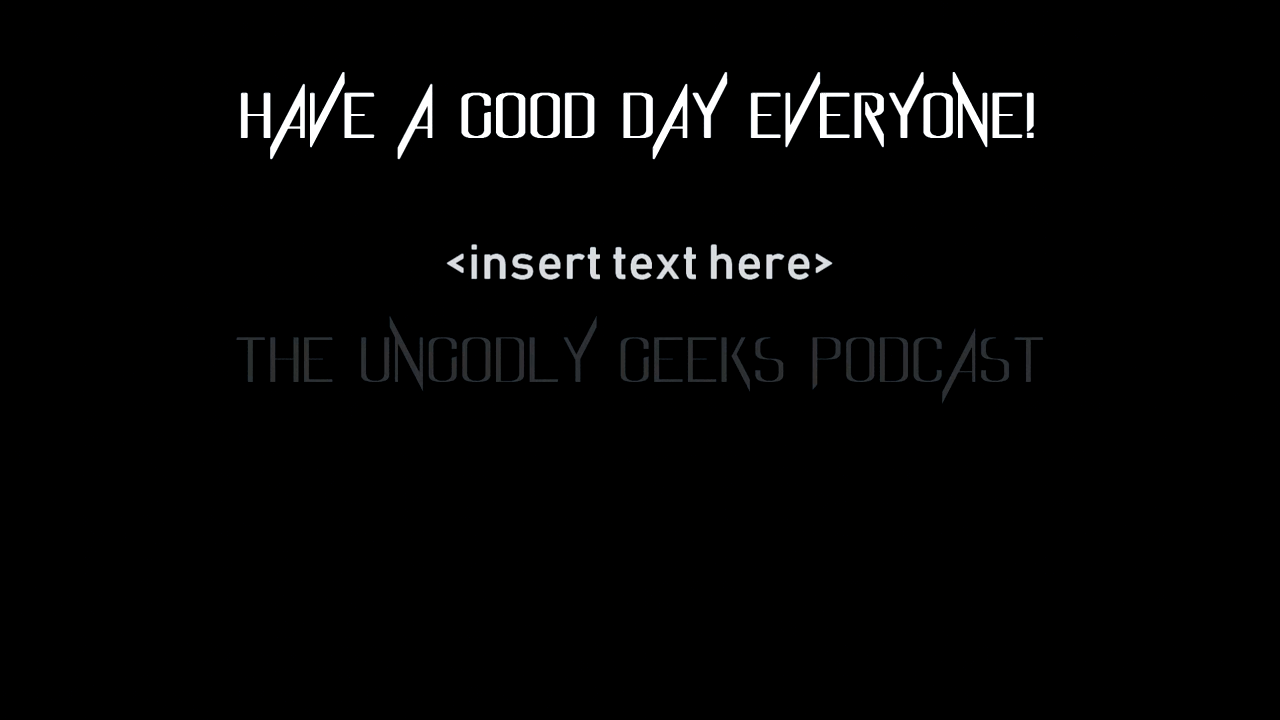 HAVE A GOOD DAY EVERYONE!
<insert text here>
THE UNGODLY GEEKS PODCAST